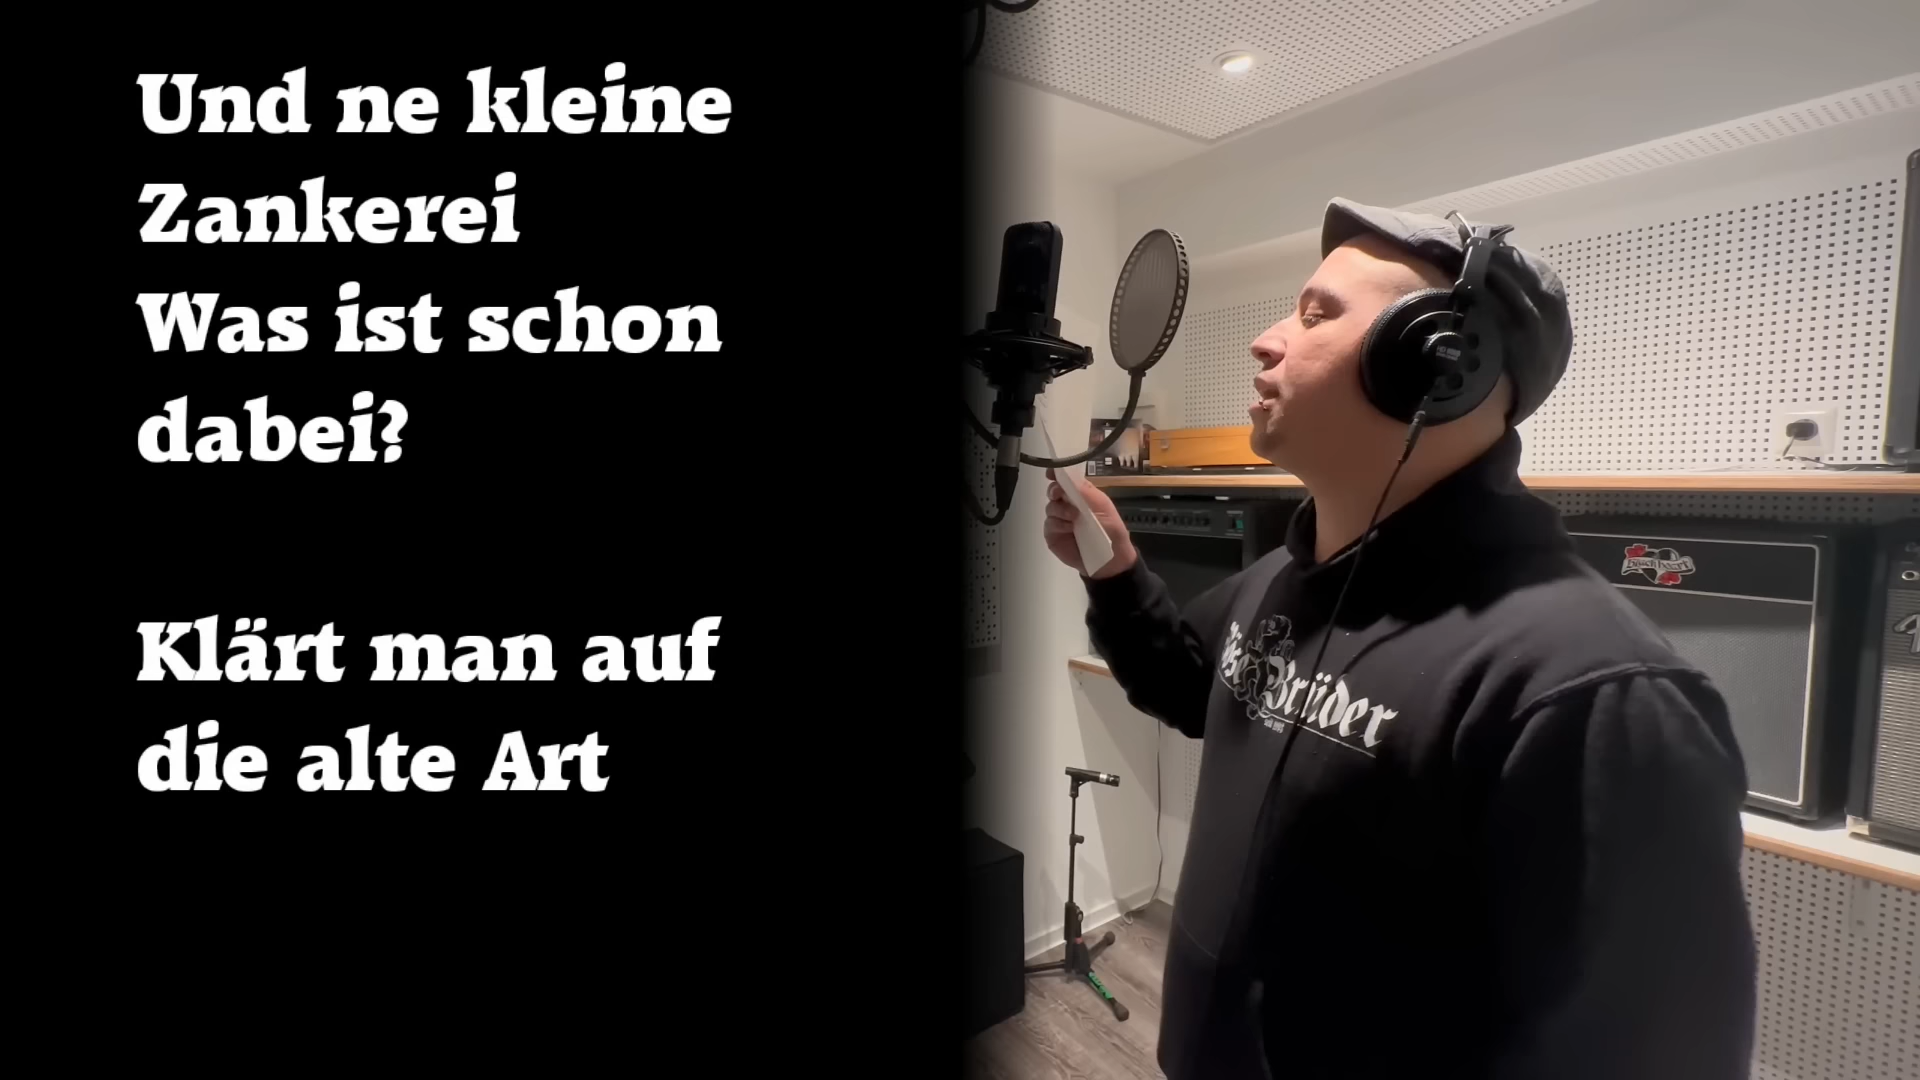 Und ne kleine
Zankerei
Was ist schon
dabei?
Klärt man auf
die alte Art
Brüder